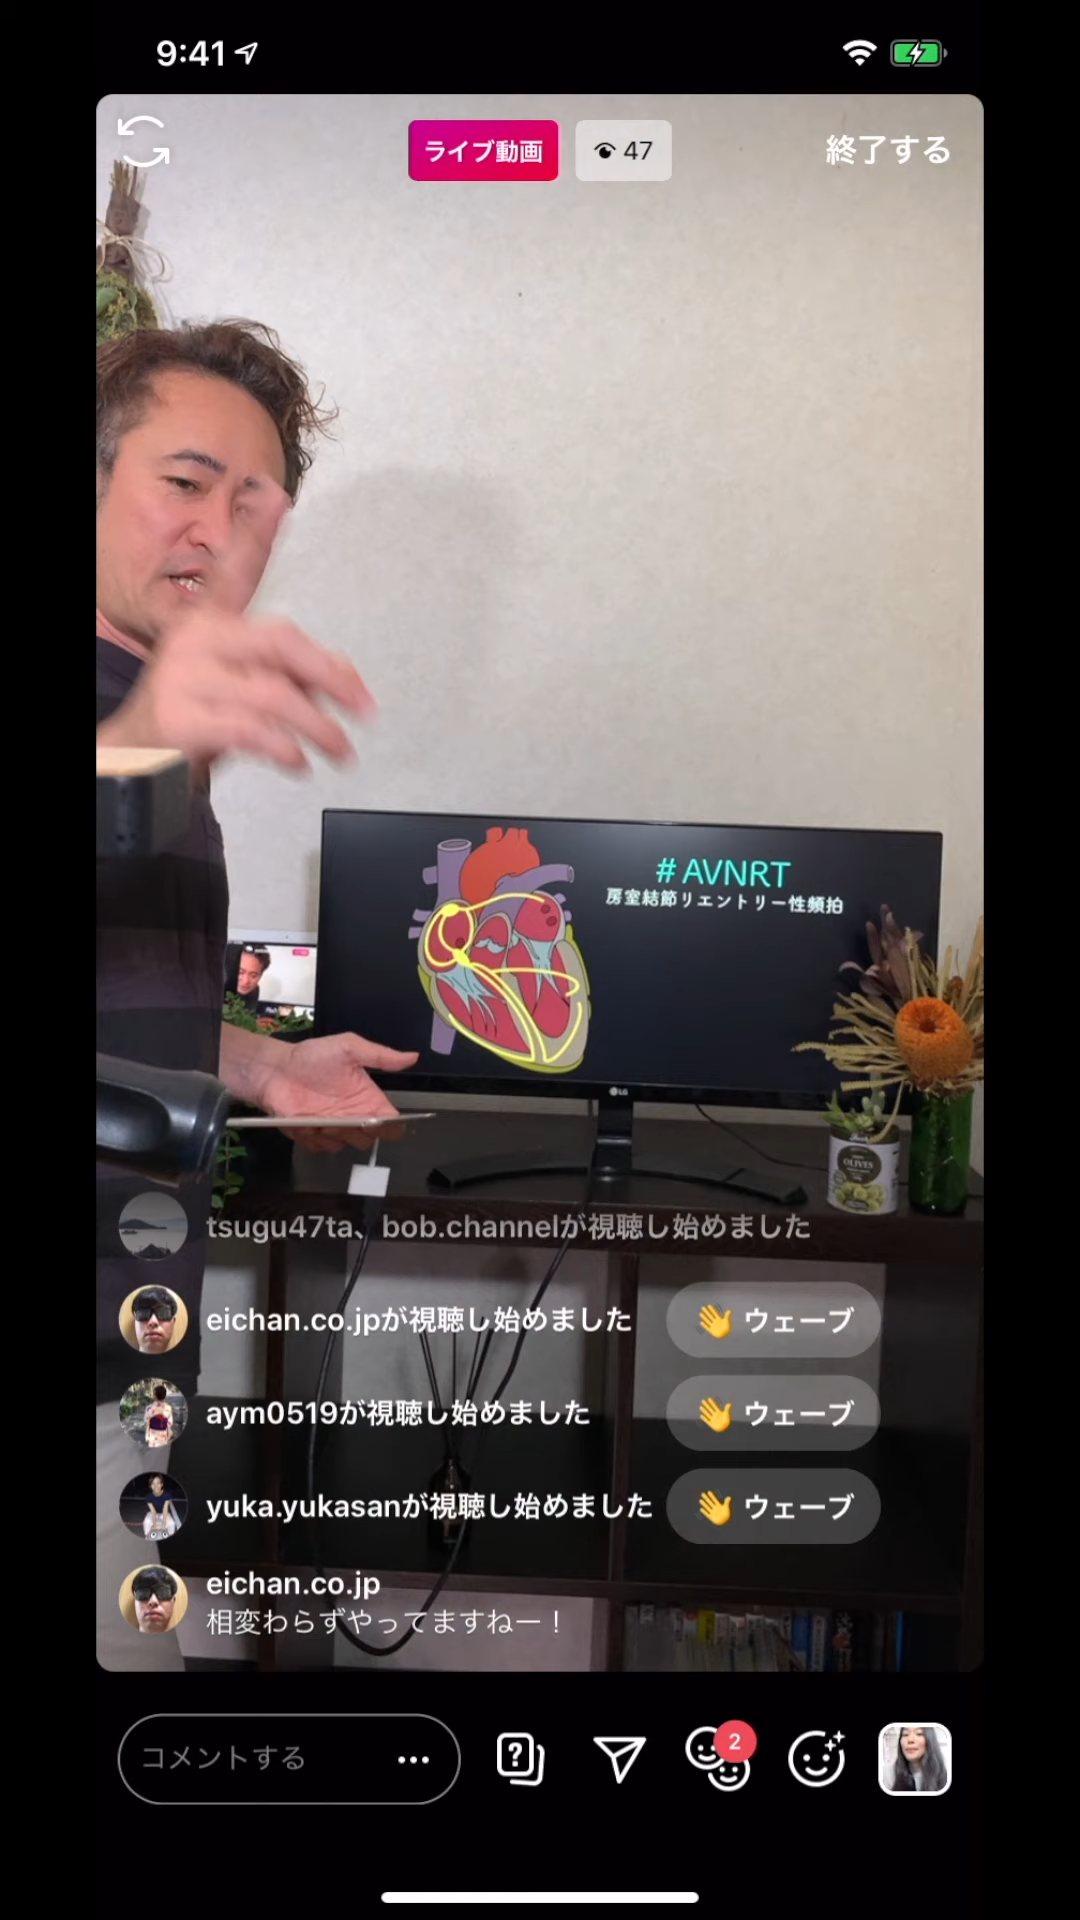 9:41
ライブ動画
47
終了する
#AVNRT
房室結節リエントリー性頻拍
LG
OLIVES
tsugu47ta、bob.channelが視聴し始めました
eichan.co.jpが視聴し始めました
ウェーブ
aym0519が視聴し始めました
ウェーブ
yuka.yukasanが視聴し始めました
ウェーブ
eichan.co.jp
相変わらずやってますねー！
コメントする
2